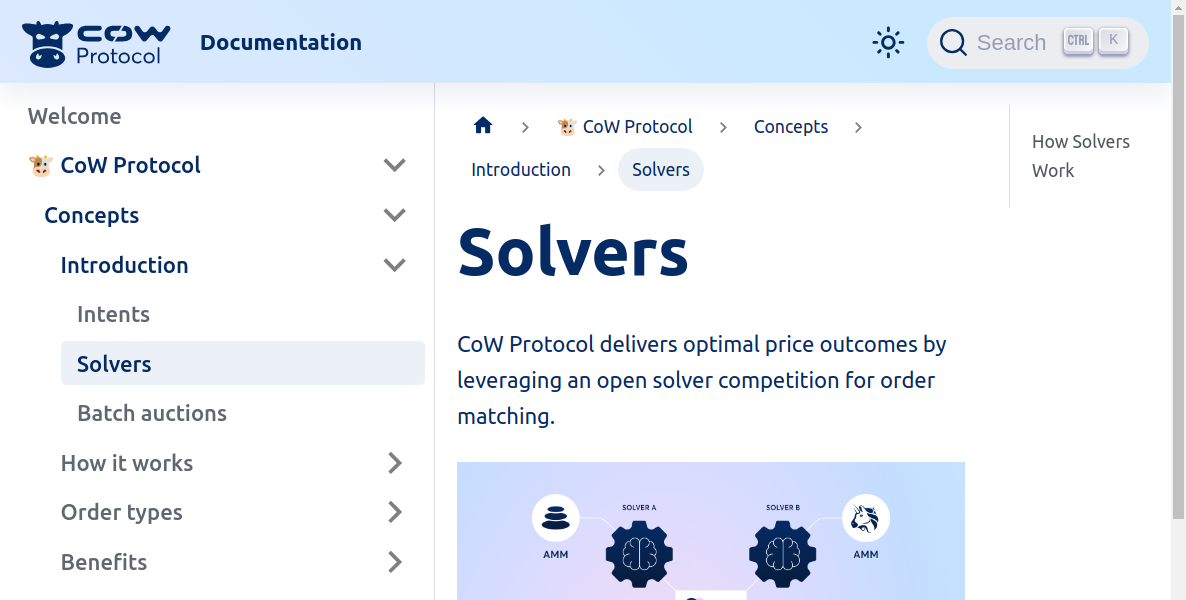 COW
Protocol
Documentation
Search
CTRL
K
Welcome
CoW Protocol
Concepts
Introduction
Intents
Solvers
Batch auctions
How it works
Order types
Benefits
CoW Protocol
Concepts
Introduction
Solvers
Solvers
CoW Protocol delivers optimal price outcomes by
leveraging an open solver competition for order
matching.
SOLVER A
SOLVER B
AMM
AMM
How Solvers
Work